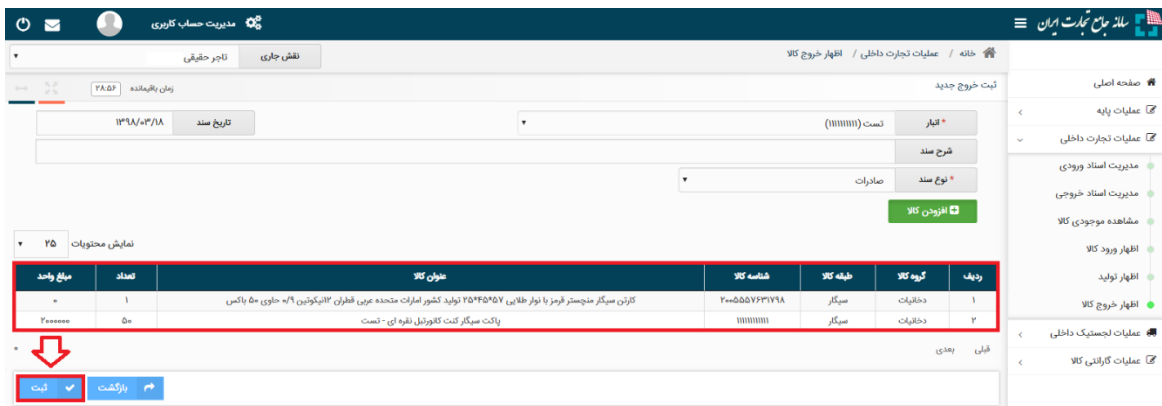 سامانه جامع تجارت ایران
مدیریت حساب کاربری
خانه / عملیات تجارت داخلی / اظهار خروج کالا
نقش جاری
تاجر حقیقی
صفحه اصلی
عملیات پایه
عملیات تجارت داخلی
مدیریت اسناد ورودی
مدیریت اسناد خروجی
مشاهده موجودی کالا
اظهار ورود کالا
اظهار تولید
اظهار خروج کالا
عملیات لجستیک داخلی
عملیات گارانتی کالا
ثبت خروج جدید
زمان باقیمانده ۲۸:۵۶
* انبار تست (۱۱۱۱۱۱۱۱۱۱)
تاریخ سند ۱۳۹۸/۰۳/۱۸
شرح سند
* نوع سند صادرات
افزودن کالا
نمایش محتویات ۲۵
ردیف گروه کالا طبقه کالا شناسه کالا عنوان کالا تعداد مبلغ واحد
۱ دخانیات سیگار ۲۰۰۵۵۵۷۶۳۱۷۹۸ کارتن سیگار منچستر قرمز با نوار طلایی ۵۷*۴۵*۲۵ تولید کشور امارات متحده عربی قطران ۱۲نیکوتین ۰/۹ حاوی ۵۰ باکس ۱ ۰
۲ دخانیات سیگار ۱۱۱۱۱۱۱۱۱۱۱۱ پاکت سیگار کنت کانورتبل نقره ای - تست ۵۰ ۲۰۰۰۰۰۰
قبلی بعدی
بازگشت
ثبت